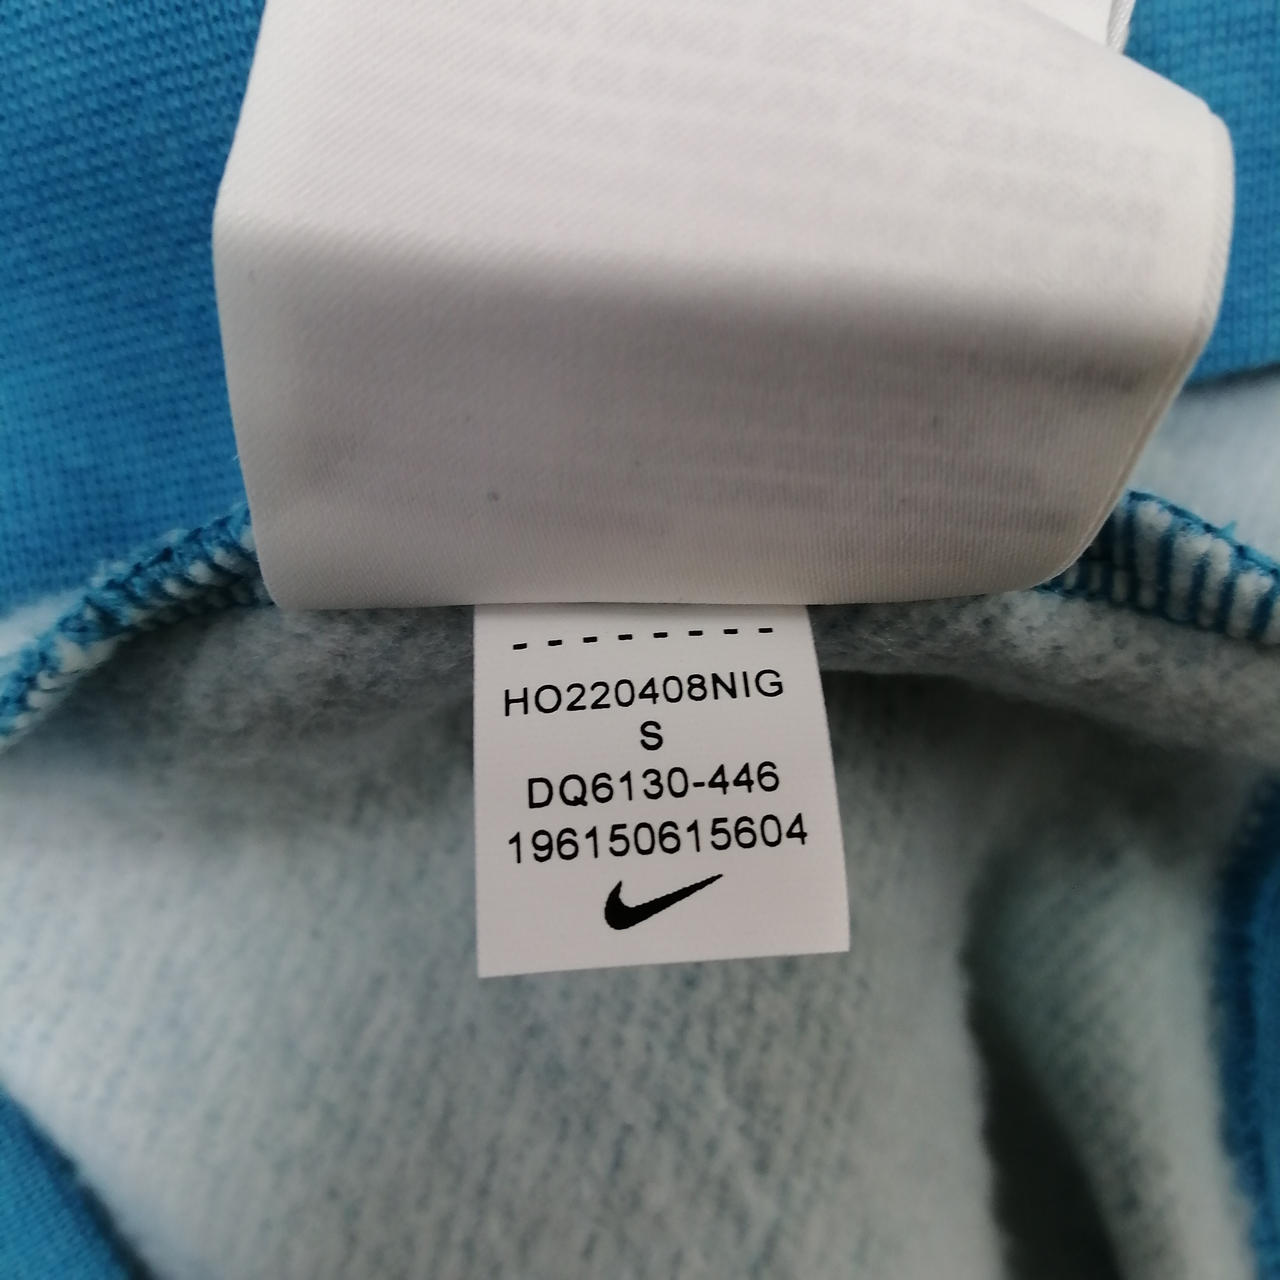 --------
HO220408NIG
S
DQ6130-446
196150615604